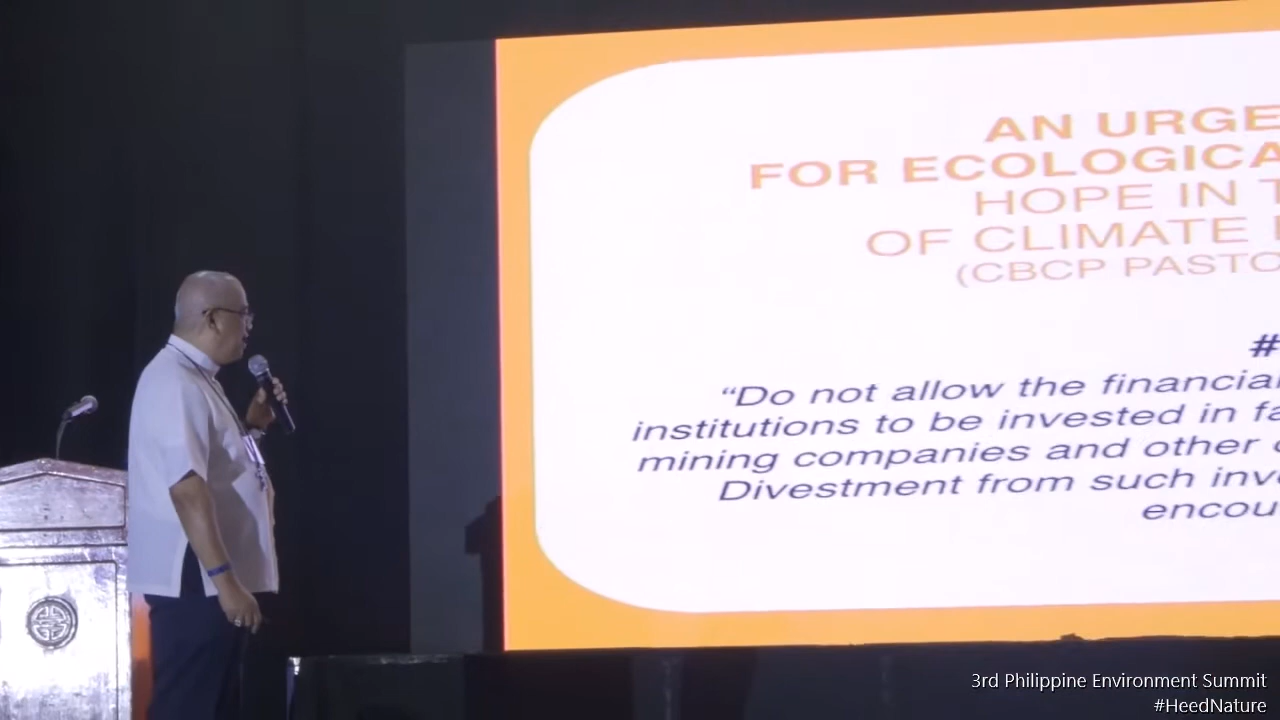 AN URGE
FOR ECOLOGICA
HOPE IN T
OF CLIMATE
(CBCP PASTO
#
“Do not allow the financial
institutions to be invested in fa
mining companies and other
Divestment from such inve
encou
3rd Philippine Environment Summit
#HeedNature